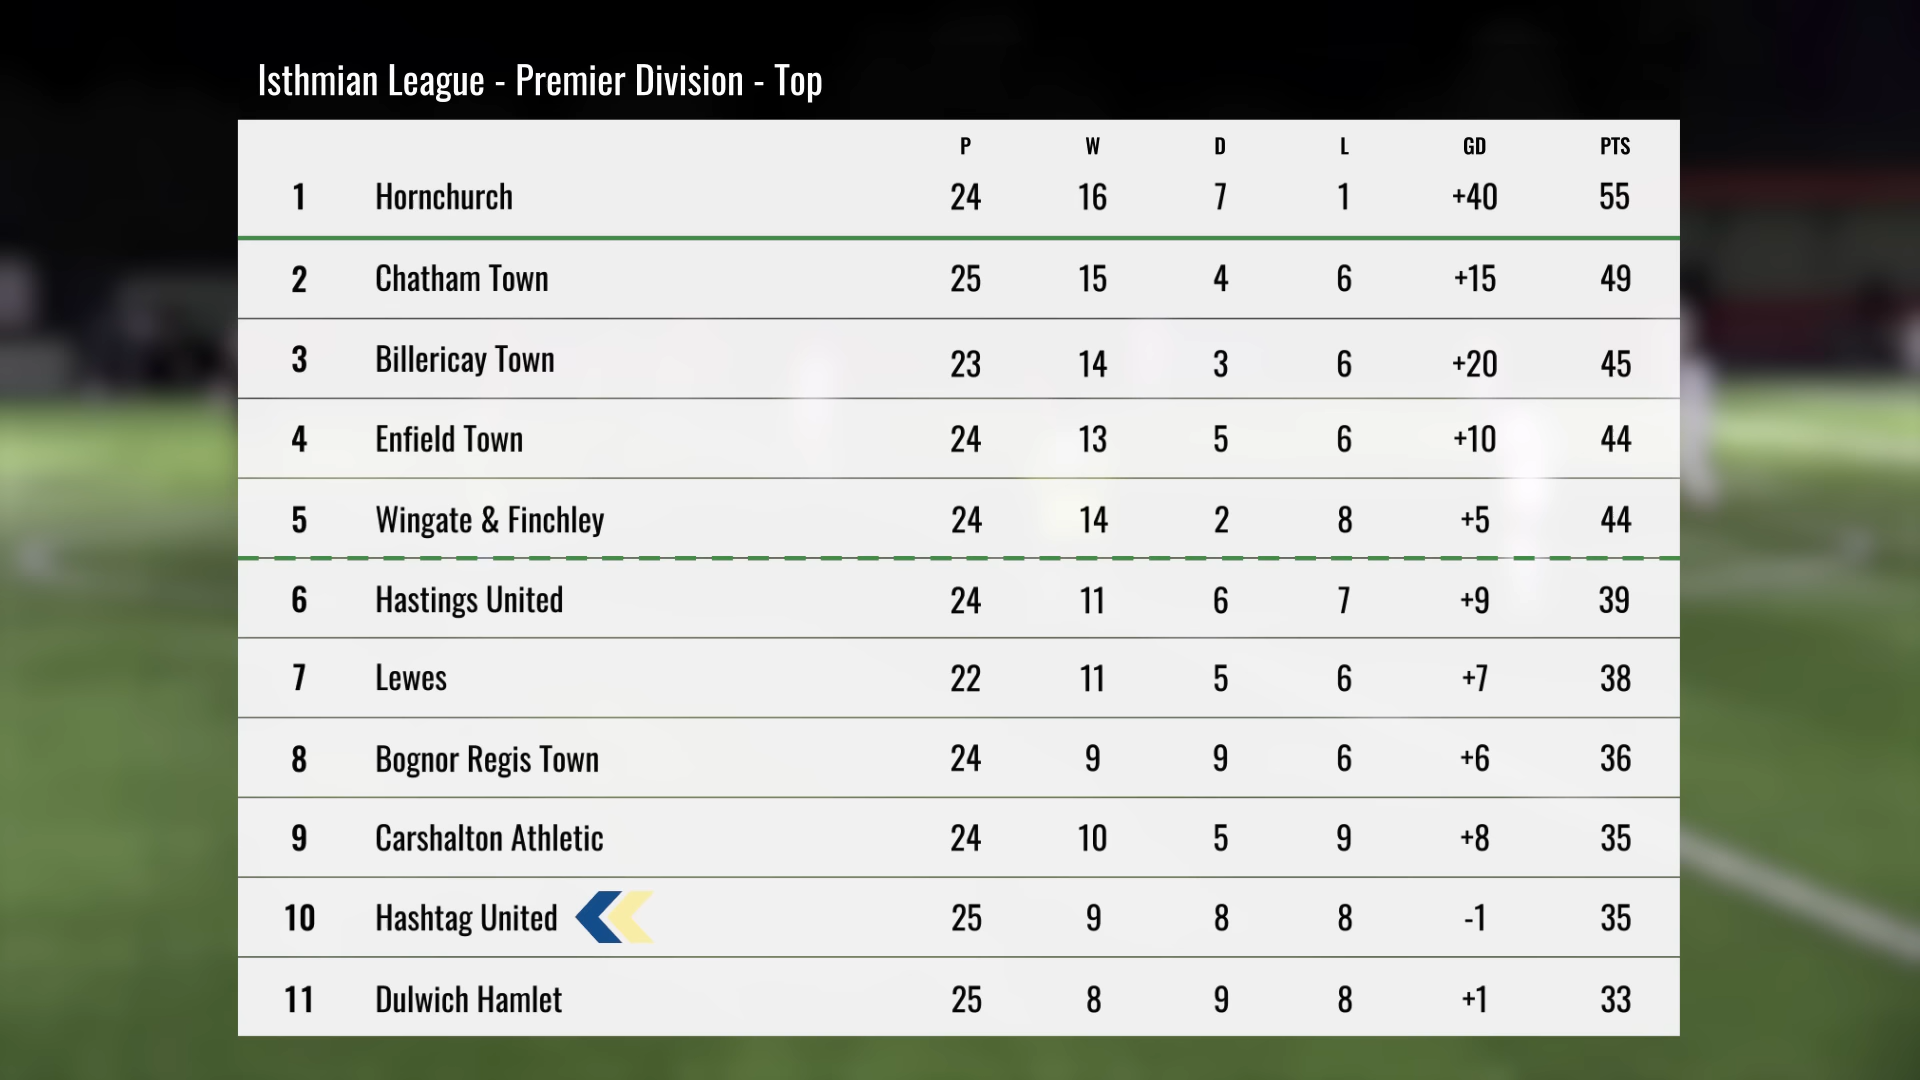 Isthmian League - Premier Division - Top
P W D L GD PTS
1 Hornchurch 24 16 7 1 +40 55
2 Chatham Town 25 15 4 6 +15 49
3 Billericay Town 23 14 3 6 +20 45
4 Enfield Town 24 13 5 6 +10 44
5 Wingate & Finchley 24 14 2 8 +5 44
6 Hastings United 24 11 6 7 +9 39
7 Lewes 22 11 5 6 +7 38
8 Bognor Regis Town 24 9 9 6 +6 36
9 Carshalton Athletic 24 10 5 9 +8 35
10 Hashtag United 25 9 8 8 -1 35
11 Dulwich Hamlet 25 8 9 8 +1 33